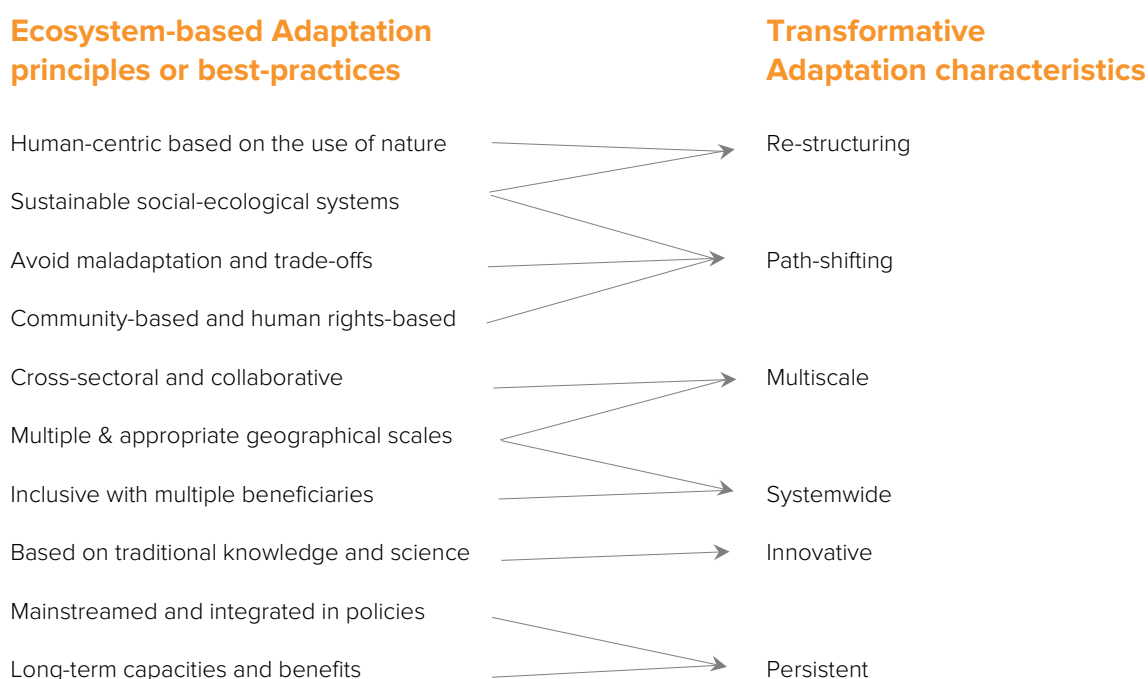 Ecosystem-based Adaptation
principles or best-practices
Transformative
Adaptation characteristics
Human-centric based on the use of nature
Re-structuring
Sustainable social-ecological systems
Avoid maladaptation and trade-offs
Path-shifting
Community-based and human rights-based
Cross-sectoral and collaborative
Multiscale
Multiple & appropriate geographical scales
Inclusive with multiple beneficiaries
Systemwide
Based on traditional knowledge and science
Innovative
Mainstreamed and integrated in policies
Long-term capacities and benefits
Persistent